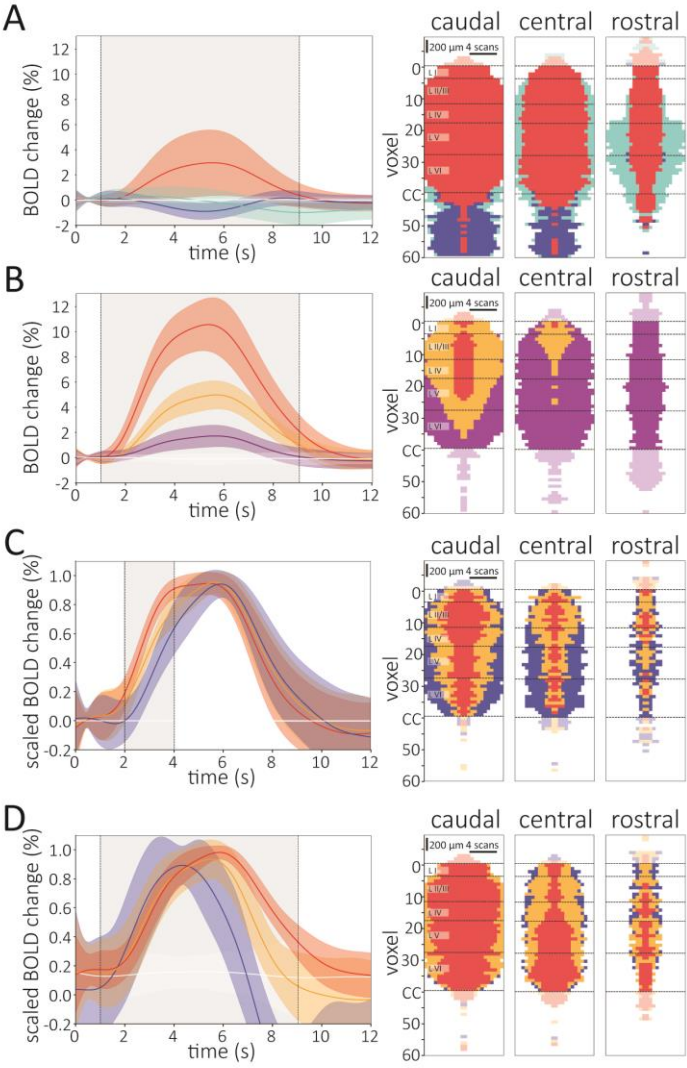 A
BOLD change (%)
12
10
8
6
4
2
0
-2
0 2 4 6 8 10 12
time (s)
caudal central rostral
200 µm 4 scans
voxel
0
10
20
30
CC
50
60
L I
L II/III
L IV
L V
L VI
B
BOLD change (%)
12
10
8
6
4
2
0
-2
0 2 4 6 8 10 12
time (s)
caudal central rostral
200 µm 4 scans
voxel
0
10
20
30
CC
50
60
L I
L II/III
L IV
L V
L VI
C
scaled BOLD change (%)
1.0
0.8
0.6
0.4
0.2
0.0
-0.2
0 2 4 6 8 10 12
time (s)
caudal central rostral
200 µm 4 scans
voxel
0
10
20
30
CC
50
60
L I
L II/III
L IV
L V
L VI
D
scaled BOLD change (%)
1.0
0.8
0.6
0.4
0.2
0.0
-0.2
0 2 4 6 8 10 12
time (s)
caudal central rostral
200 µm 4 scans
voxel
0
10
20
30
CC
50
60
L I
L II/III
L IV
L V
L VI